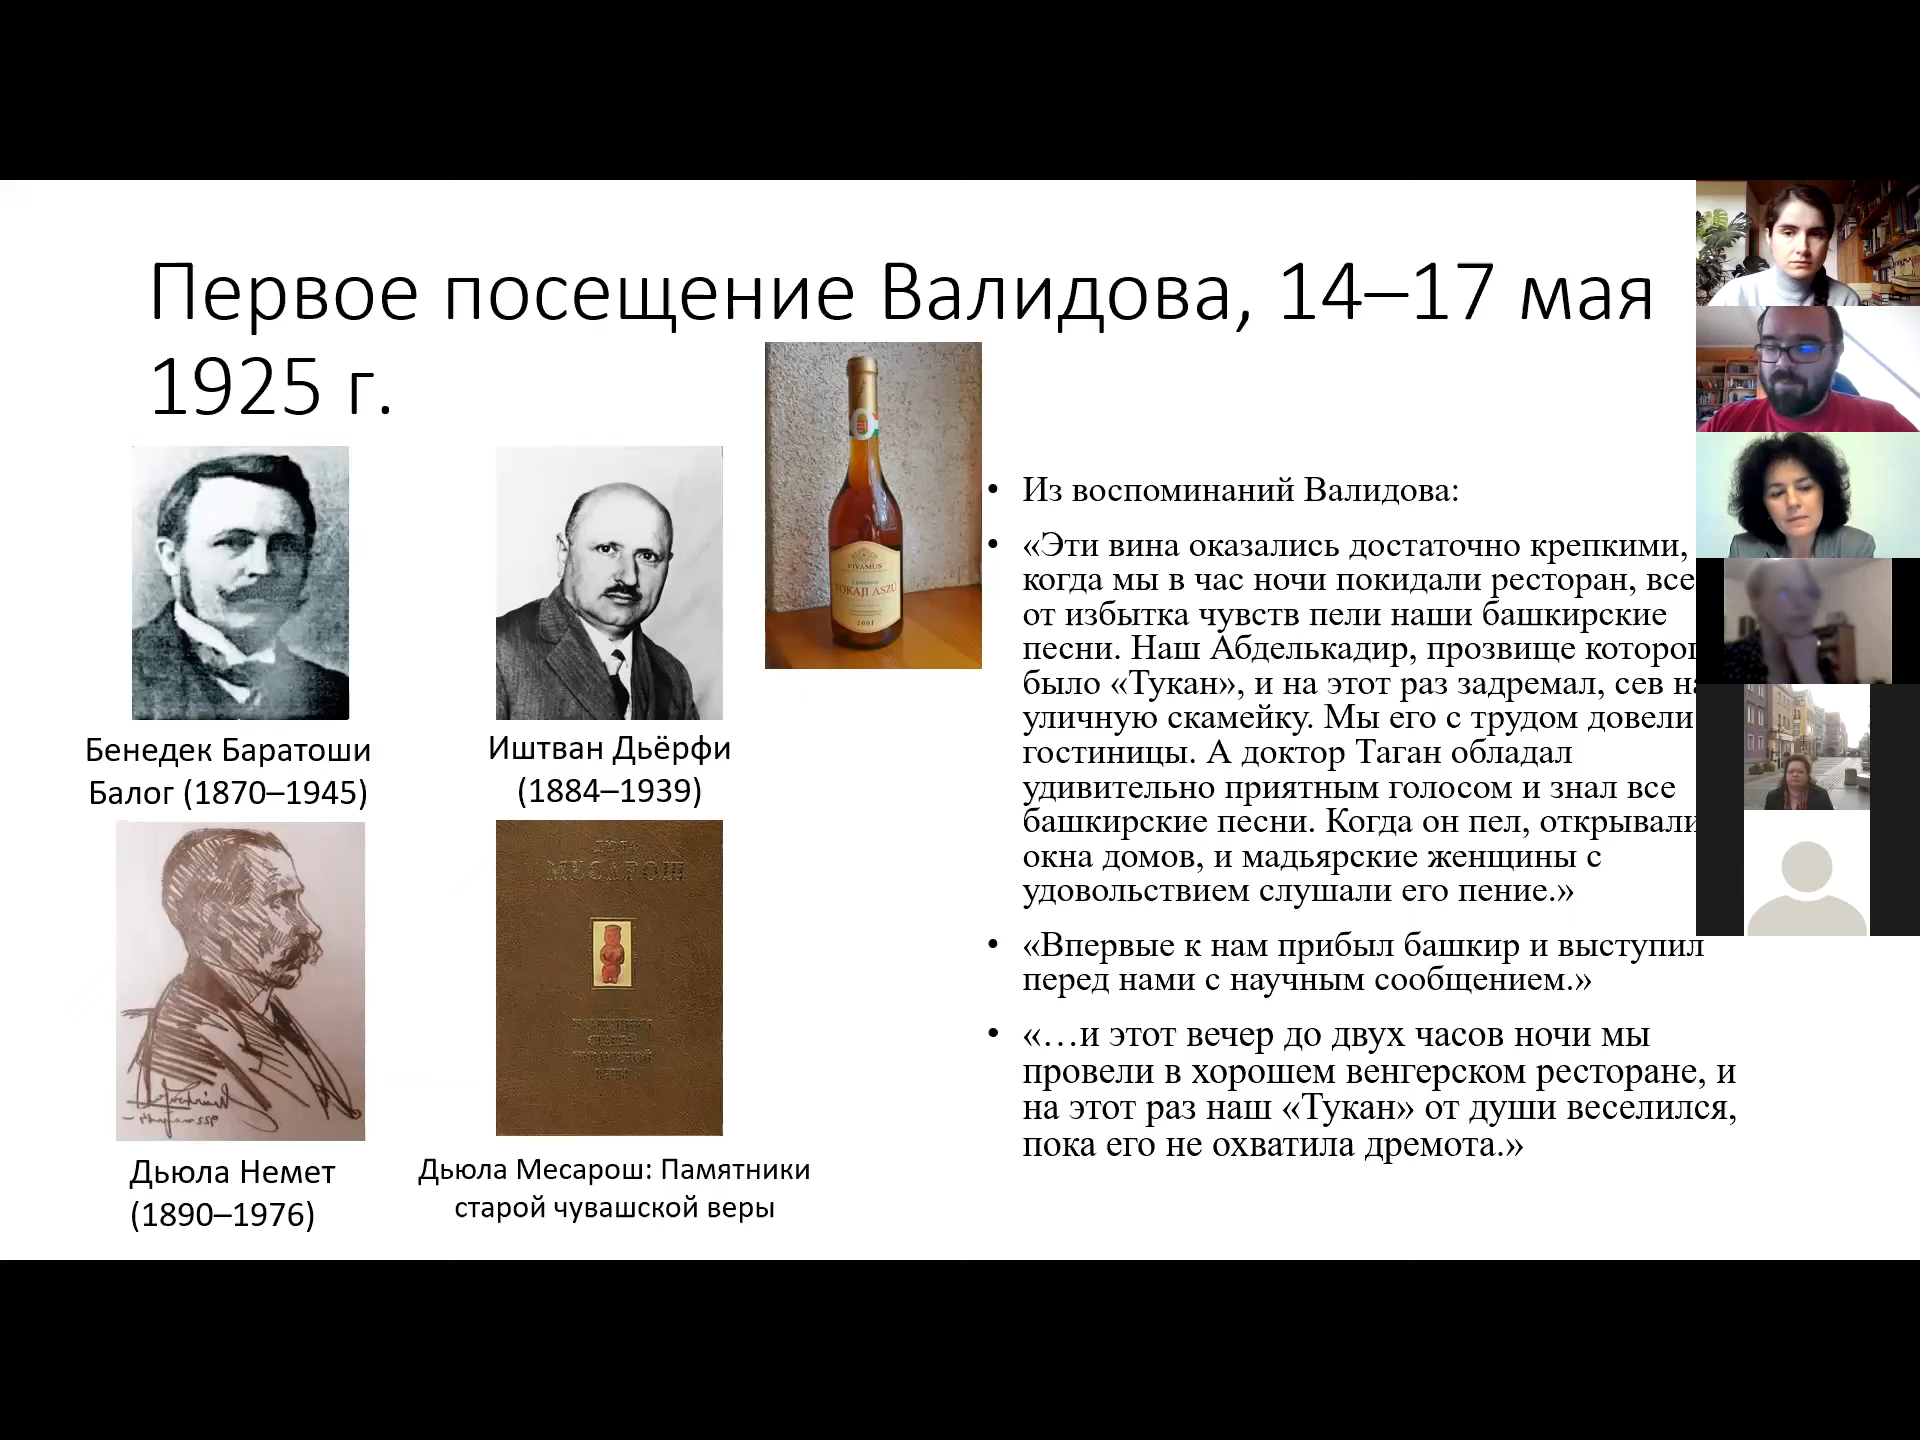 Первое посещение Валидова, 14–17 мая
1925 г.
Бенедек Баратоши
Балог (1870–1945)
Иштван Дьёрфи
(1884–1939)
VIVAMUS
TOKAJI ASZÚ
2001
МЕСАРОШ
Дьюла Немет
(1890–1976)
Дьюла Месарош: Памятники
старой чувашской веры
• Из воспоминаний Валидова:
• «Эти вина оказались достаточно крепкими,
когда мы в час ночи покидали ресторан, все
от избытка чувств пели наши башкирские
песни. Наш Абделькадир, прозвище которог
было «Тукан», и на этот раз задремал, сев на
уличную скамейку. Мы его с трудом довели
гостиницы. А доктор Таган обладал
удивительно приятным голосом и знал все
башкирские песни. Когда он пел, открывали
окна домов, и мадьярские женщины с
удовольствием слушали его пение.»
• «Впервые к нам прибыл башкир и выступил
перед нами с научным сообщением.»
• «…и этот вечер до двух часов ночи мы
провели в хорошем венгерском ресторане, и
на этот раз наш «Тукан» от души веселился,
пока его не охватила дремота.»